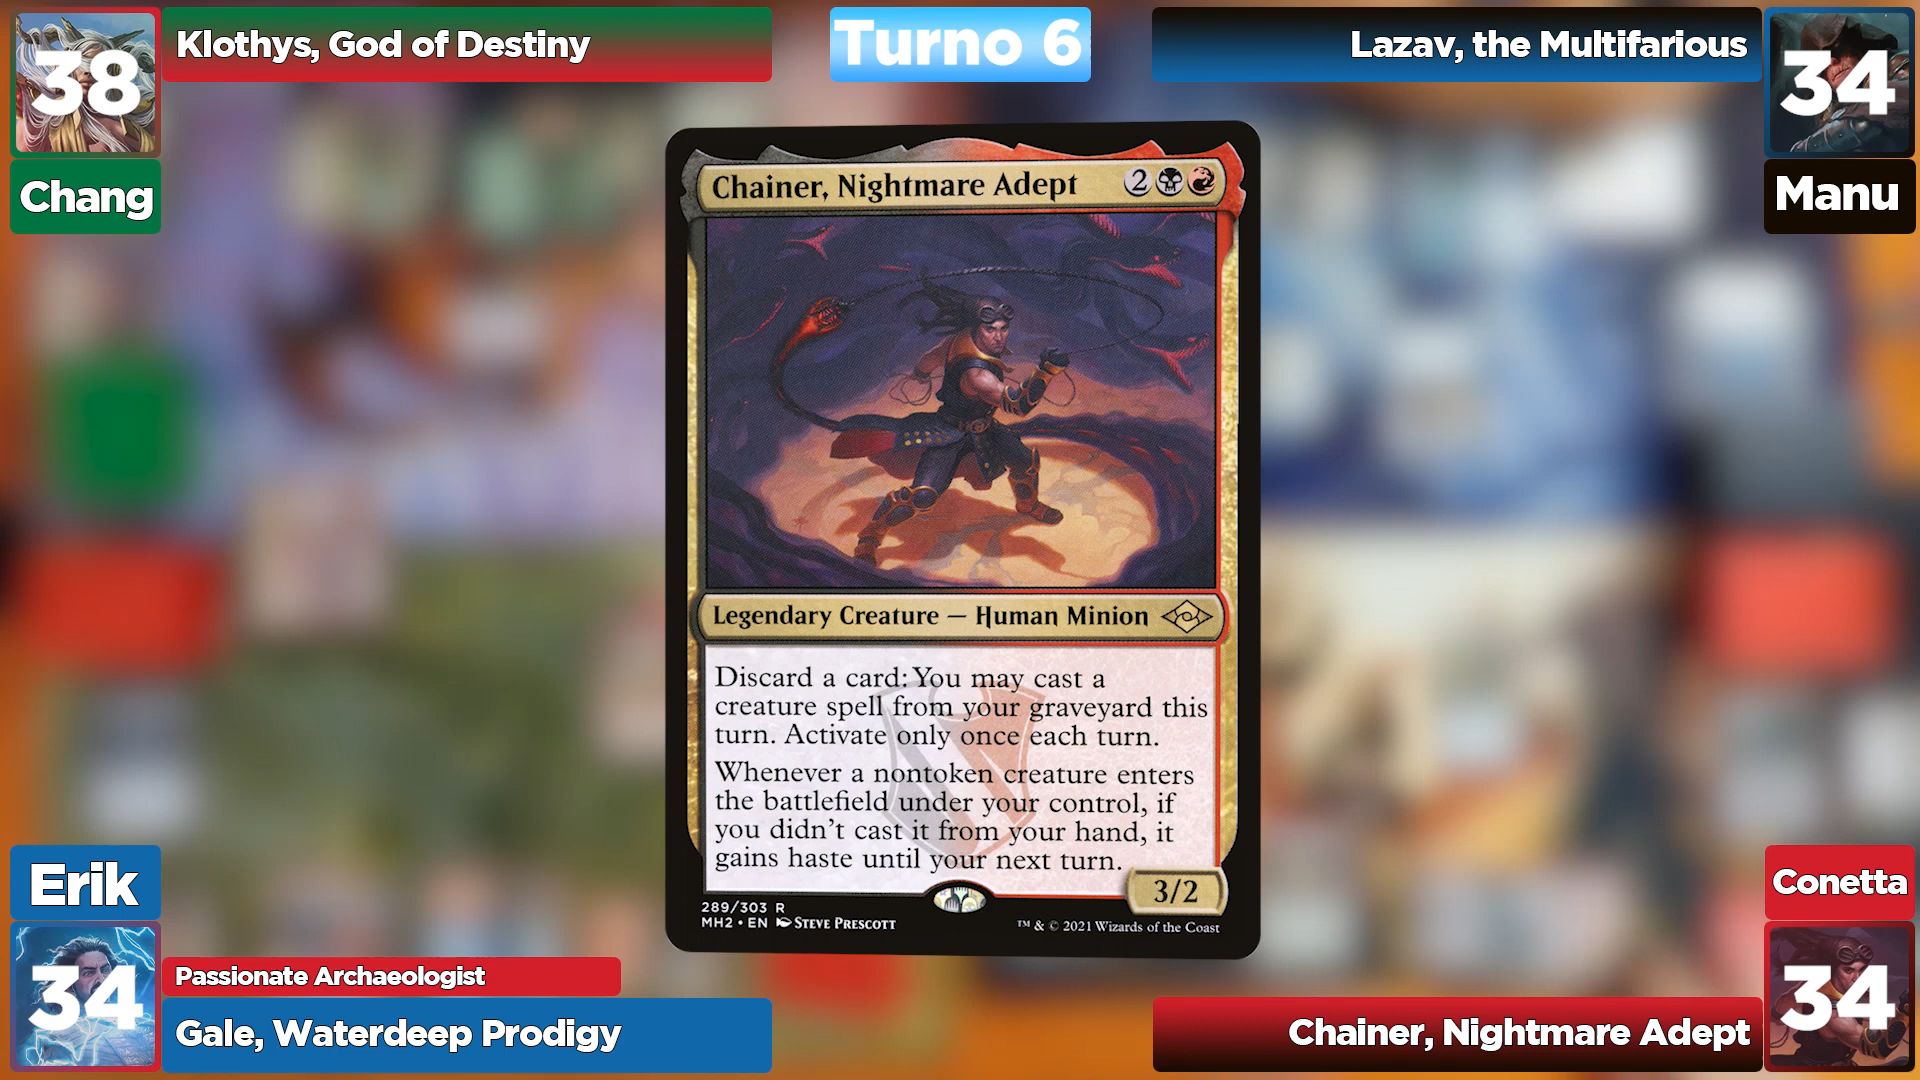 38
Klothys, God of Destiny
Turno 6
Lazav, the Multifarious
34
Chang
Manu
Chainer, Nightmare Adept
2
Legendary Creature — Human Minion
Discard a card: You may cast a
creature spell from your graveyard this
turn. Activate only once each turn.
Whenever a nontoken creature enters
the battlefield under your control, if
you didn't cast it from your hand, it
gains haste until your next turn.
3/2
289/303 R
MH2 • EN STEVE PRESCOTT
™ & © 2021 Wizards of the Coast
Erik
34
Passionate Archaeologist
Gale, Waterdeep Prodigy
Conetta
34
Chainer, Nightmare Adept